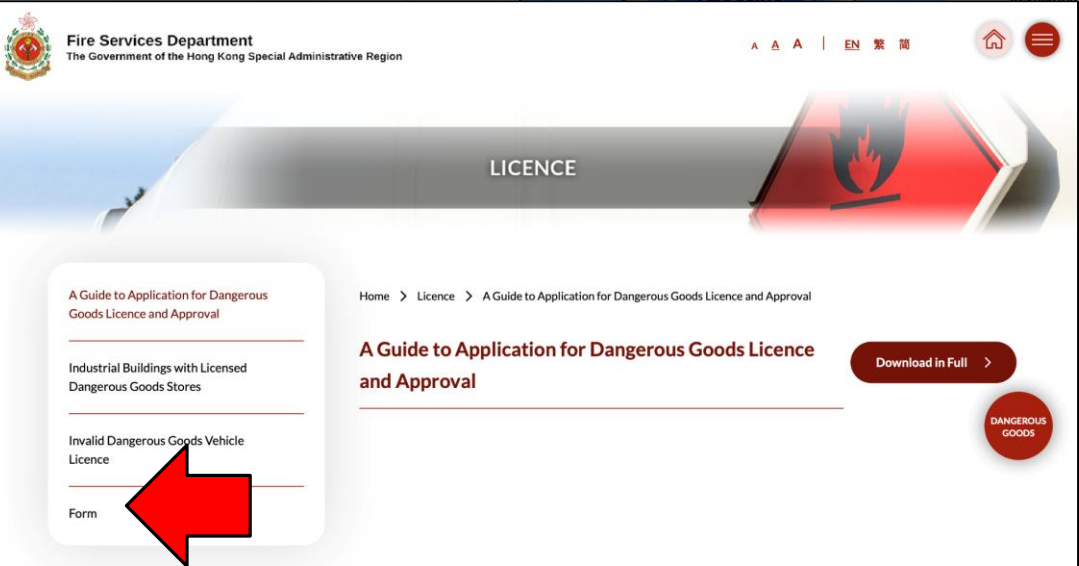 Fire Services Department
The Government of the Hong Kong Special Administrative Region
A A A | EN 繁 简
LICENCE
A Guide to Application for Dangerous
Goods Licence and Approval
Industrial Buildings with Licensed
Dangerous Goods Stores
Invalid Dangerous Goods Vehicle
Licence
Form
Home > Licence > A Guide to Application for Dangerous Goods Licence and Approval
A Guide to Application for Dangerous Goods Licence
and Approval
Download in Full >
DANGEROUS
GOODS